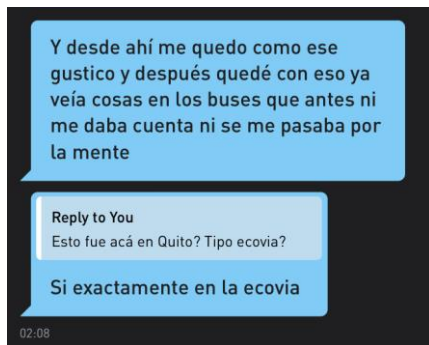 Y desde ahí me quedo como ese
gustico y después quedé con eso ya
veía cosas en los buses que antes ni
me daba cuenta ni se me pasaba por
la mente
Reply to You
Esto fue acá en Quito? Tipo ecovia?
Si exactamente en la ecovia
02:08